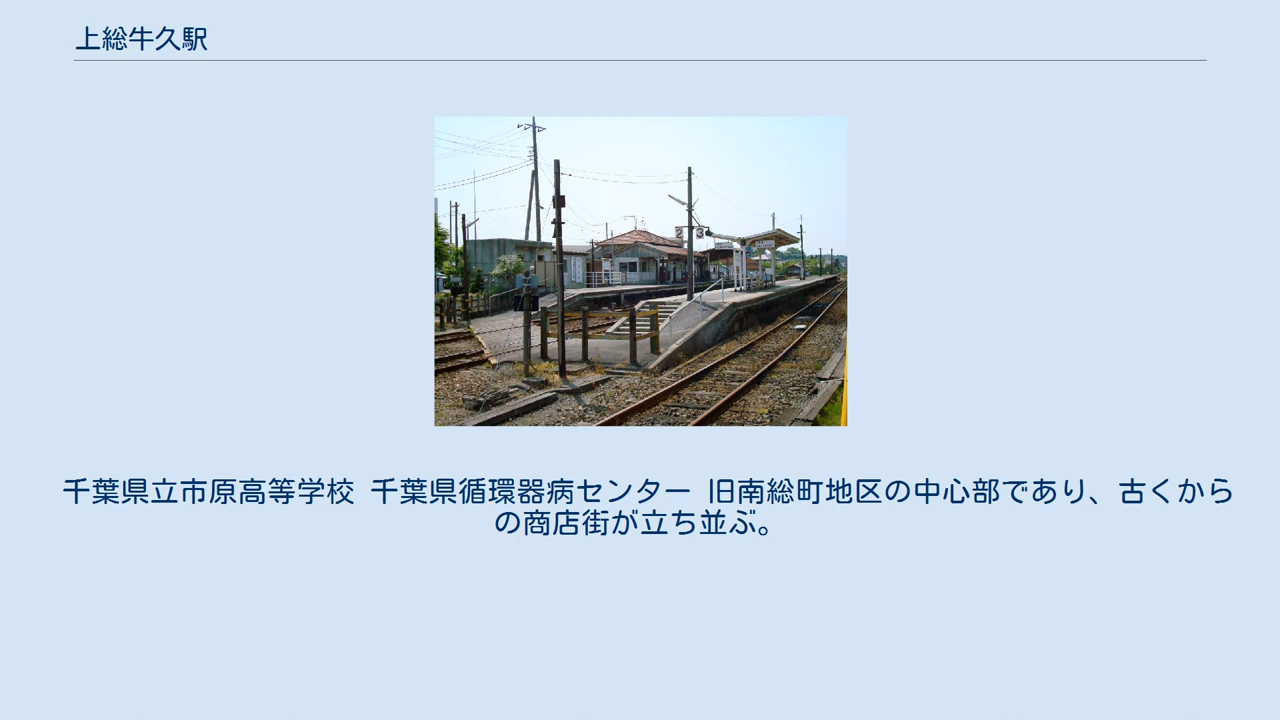 上総牛久駅
2 3
千葉県立市原高等学校 千葉県循環器病センター 旧南総町地区の中心部であり、古くから
の商店街が立ち並ぶ。